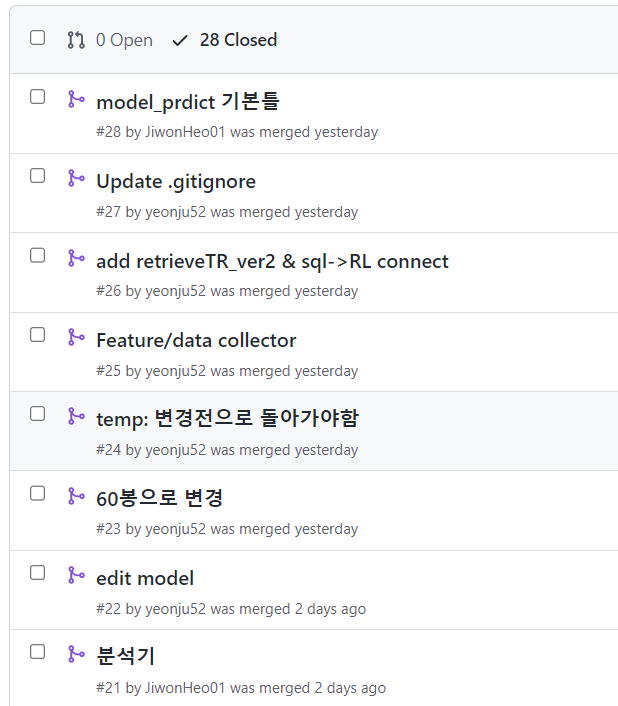 0 Open 28 Closed
model_prdict 기본틀
#28 by JiwonHeo01 was merged yesterday
Update .gitignore
#27 by yeonju52 was merged yesterday
add retrieveTR_ver2 & sql->RL connect
#26 by yeonju52 was merged yesterday
Feature/data collector
#25 by yeonju52 was merged yesterday
temp: 변경전으로 돌아가야함
#24 by yeonju52 was merged yesterday
60봉으로 변경
#23 by yeonju52 was merged yesterday
edit model
#22 by yeonju52 was merged 2 days ago
분석기
#21 by JiwonHeo01 was merged 2 days ago